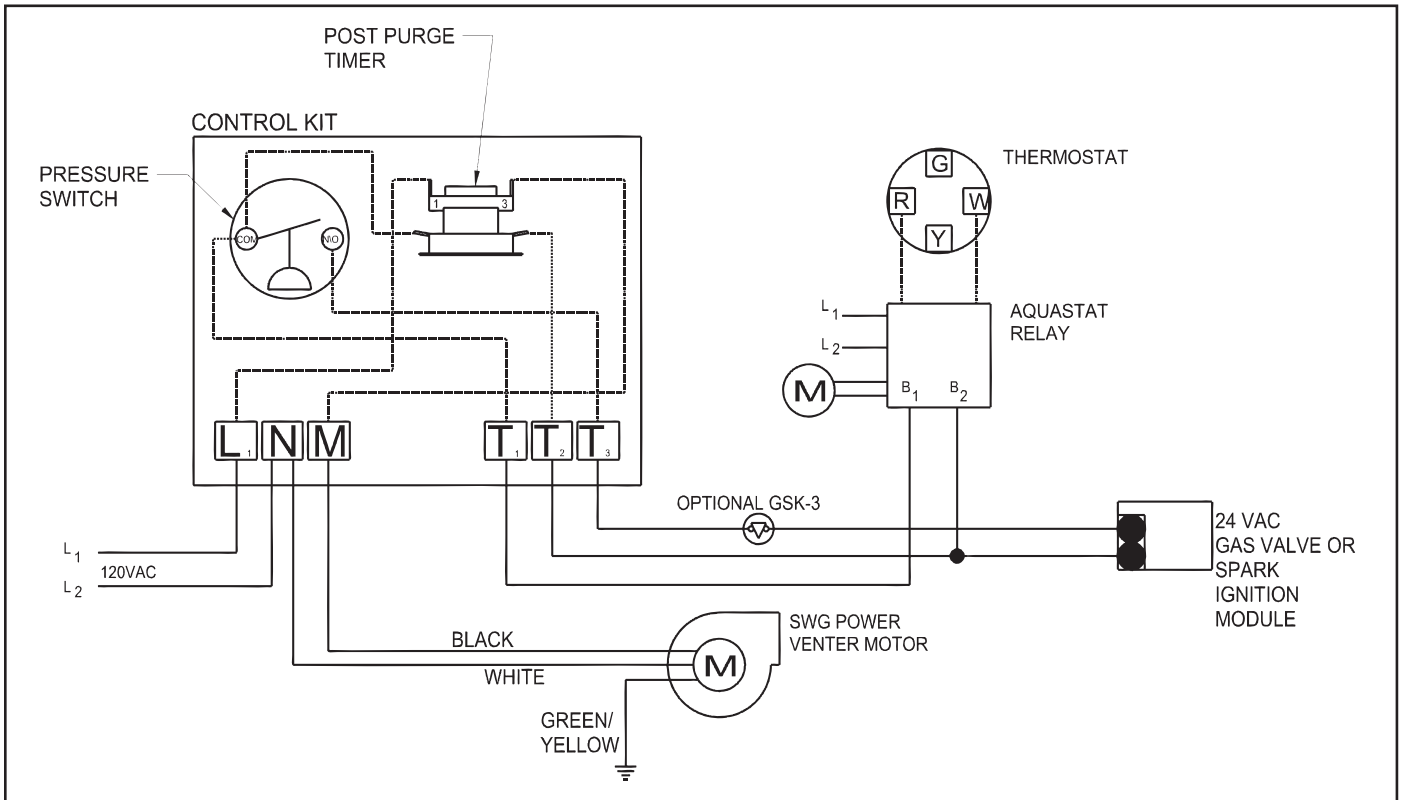 POST PURGE
TIMER
CONTROL KIT
PRESSURE
SWITCH
COM
N\O
1
3
G
THERMOSTAT
R
W
Y
L1
AQUASTAT
RELAY
L2
M
B1
B2
L1
N
M
T1
T2
T3
OPTIONAL GSK-3
24 VAC
GAS VALVE OR
SPARK
IGNITION
MODULE
L1
120VAC
L2
BLACK
WHITE
M
SWG POWER
VENTER MOTOR
GREEN/
YELLOW